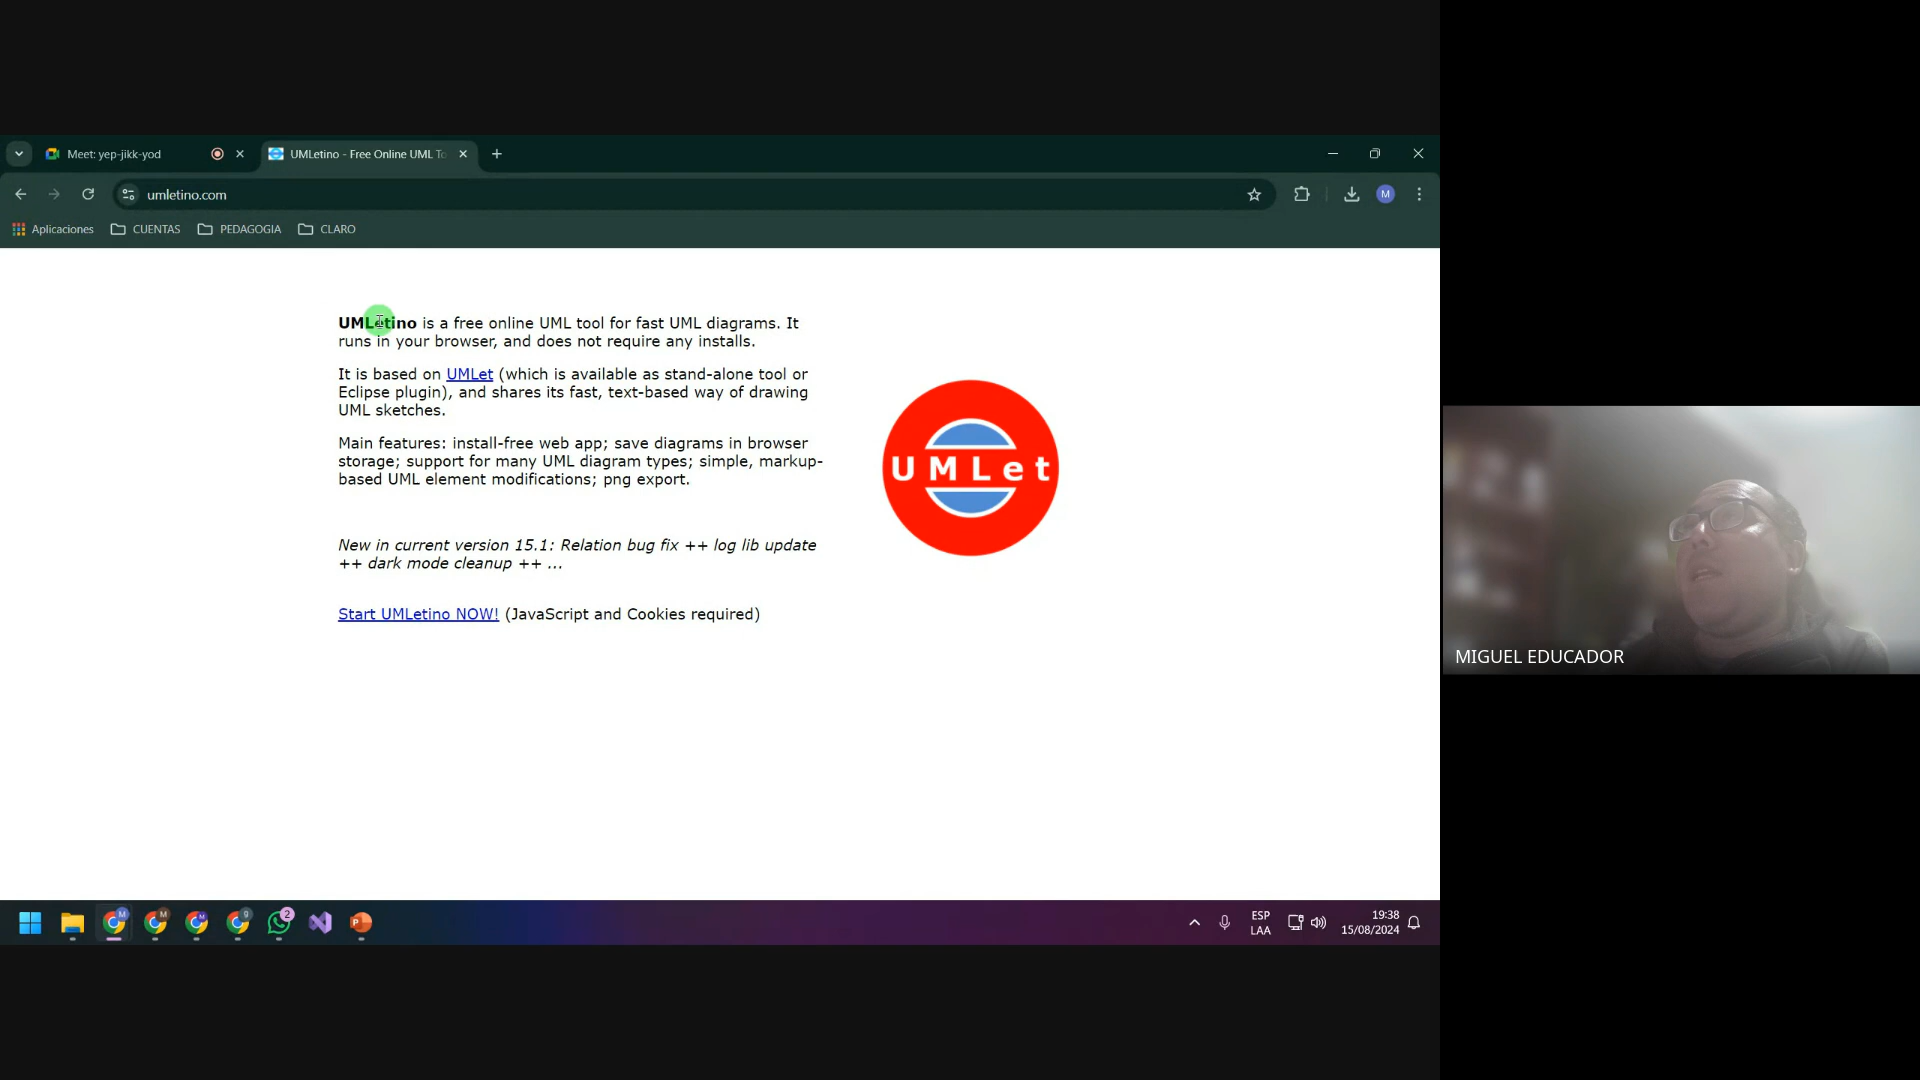 Meet: yep-jikk-yod
UMLetino - Free Online UML To
umletino.com
M
Aplicaciones
CUENTAS
PEDAGOGIA
CLARO
UMLetino is a free online UML tool for fast UML diagrams. It
runs in your browser, and does not require any installs.
It is based on UMLet (which is available as stand-alone tool or
Eclipse plugin), and shares its fast, text-based way of drawing
UML sketches.
Main features: install-free web app; save diagrams in browser
storage; support for many UML diagram types; simple, markup-
based UML element modifications; png export.
New in current version 15.1: Relation bug fix ++ log lib update
++ dark mode cleanup ++ ...
Start UMLetino NOW! (JavaScript and Cookies required)
UMLet
MIGUEL EDUCADOR
M
M
M
9
2
P
ESP
LAA
19:38
15/08/2024